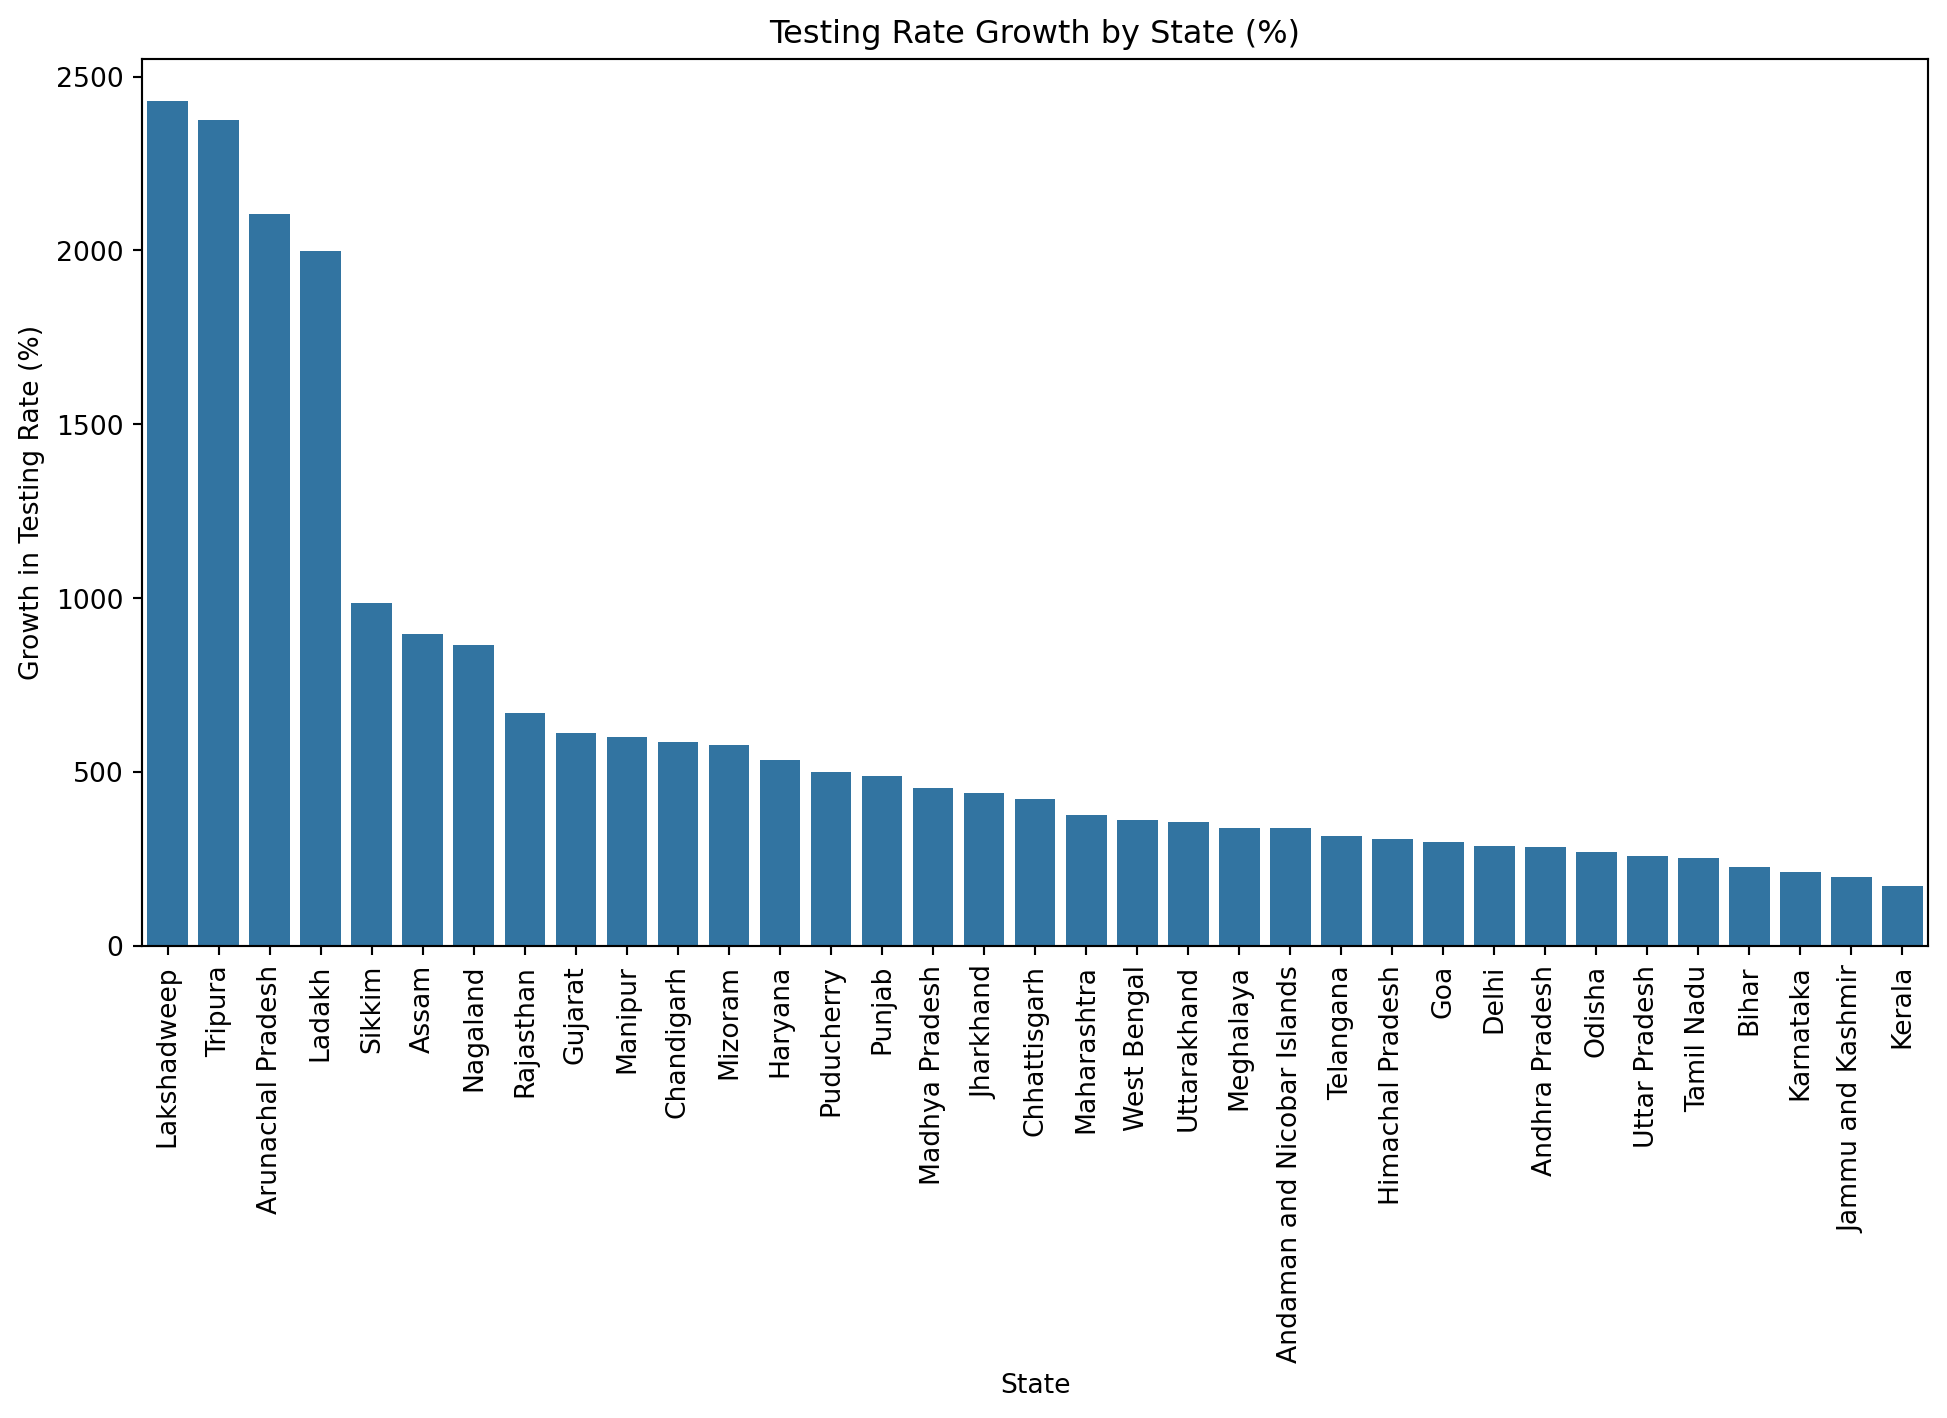 Testing Rate Growth by State (%)
Growth in Testing Rate (%)
2500
2000
1500
1000
500
0
Lakshadweep
Tripura
Arunachal Pradesh
Ladakh
Sikkim
Assam
Nagaland
Rajasthan
Gujarat
Manipur
Chandigarh
Mizoram
Haryana
Puducherry
Punjab
Madhya Pradesh
Jharkhand
Chhattisgarh
Maharashtra
West Bengal
Uttarakhand
Meghalaya
Andaman and Nicobar Islands
Telangana
Himachal Pradesh
Goa
Delhi
Andhra Pradesh
Odisha
Uttar Pradesh
Tamil Nadu
Bihar
Karnataka
Jammu and Kashmir
Kerala
State